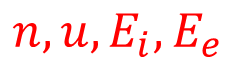 n, u, E_i, E_e